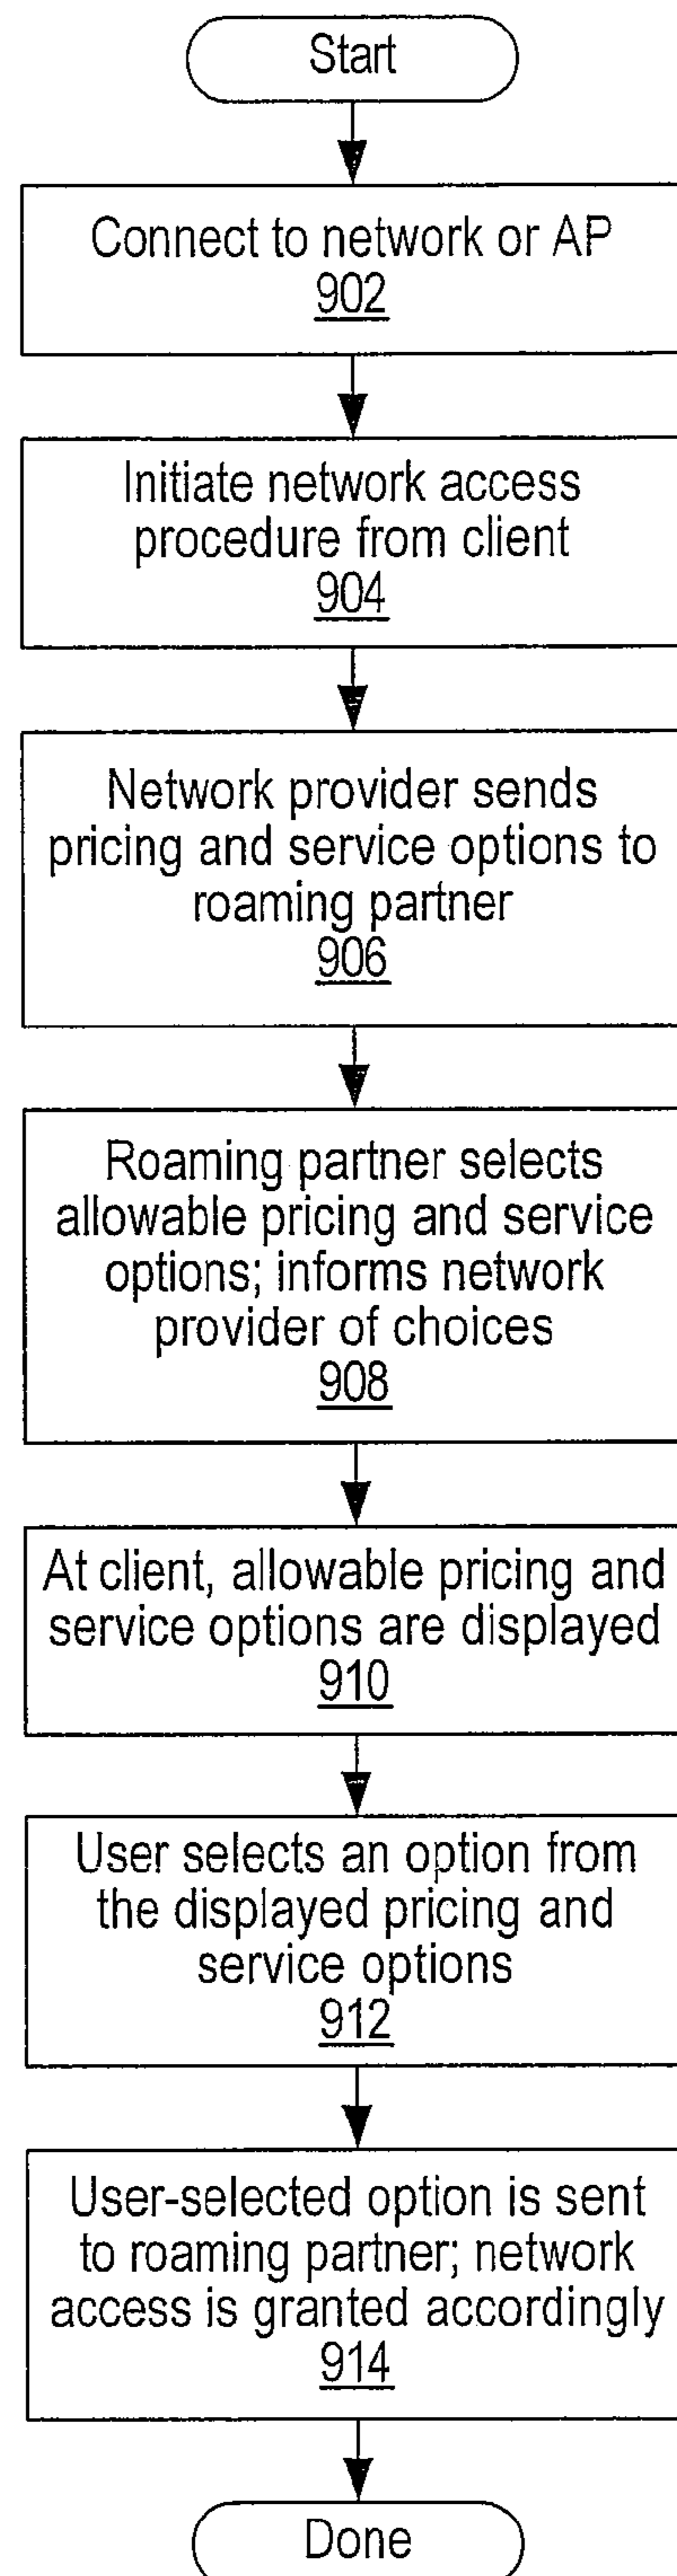 Start
Connect to network or AP
902
Initiate network access
procedure from client
904
Network provider sends
pricing and service options to
roaming partner
906
Roaming partner selects
allowable pricing and service
options; informs network
provider of choices
908
At client, allowable pricing and
service options are displayed
910
User selects an option from
the displayed pricing and
service options
912
User-selected option is sent
to roaming partner; network
access is granted accordingly
914
Done